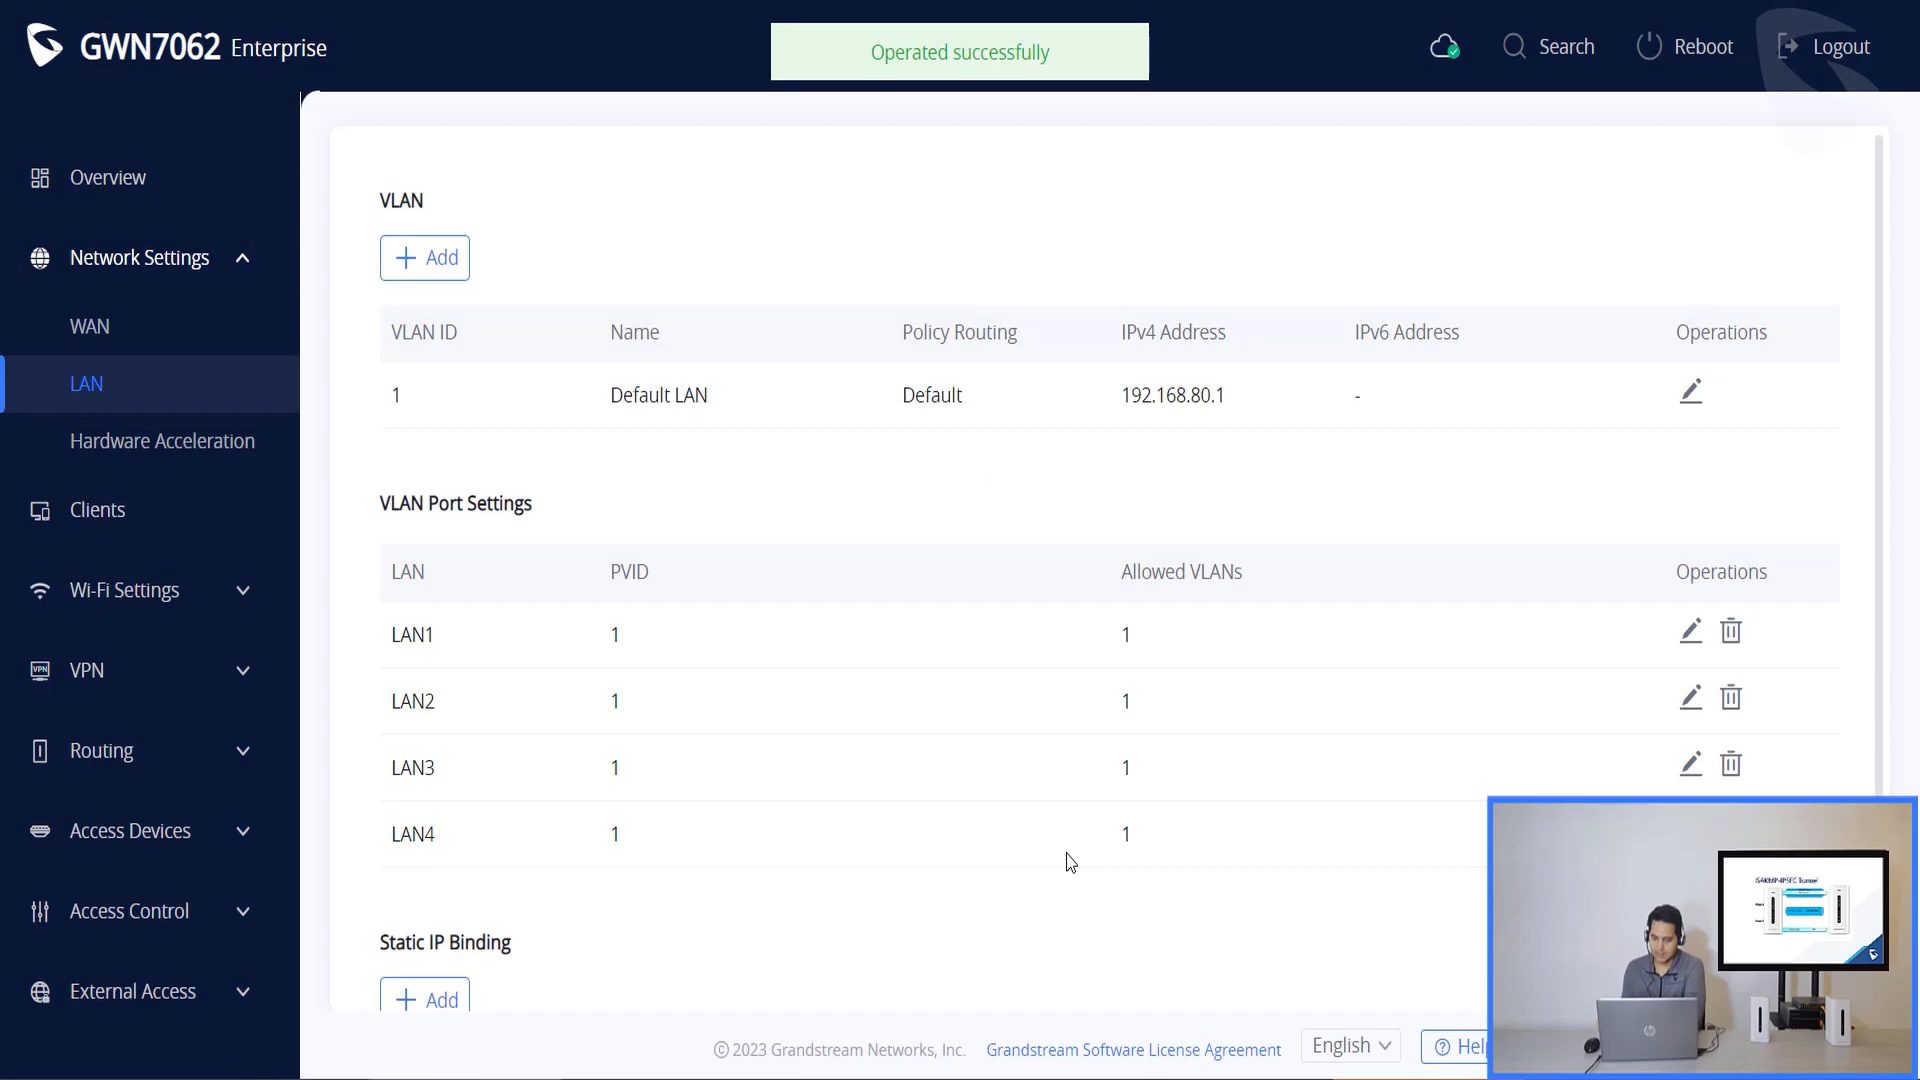 GWN7062 Enterprise
Operated successfully
Search
Reboot
Logout
Overview
Network Settings
WAN
LAN
Hardware Acceleration
Clients
Wi-Fi Settings
VPN
Routing
Access Devices
Access Control
External Access
VLAN
Add
VLAN ID Name Policy Routing IPv4 Address IPv6 Address Operations
1 Default LAN Default 192.168.80.1 -
VLAN Port Settings
LAN PVID Allowed VLANs Operations
LAN1 1 1
LAN2 1 1
LAN3 1 1
LAN4 1 1
Static IP Binding
Add
© 2023 Grandstream Networks, Inc. Grandstream Software License Agreement English
ISAKMP-IPSEC Tunnel
hp